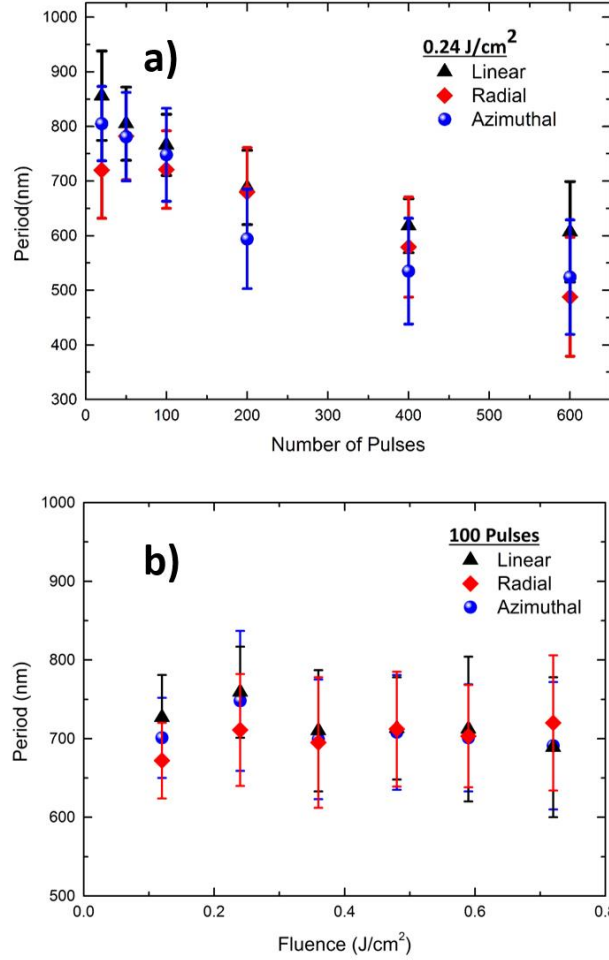 1000
900
800
700
600
500
400
300
Period(nm)
a)
0.24 J/cm²
Linear
Radial
Azimuthal
0 100 200 300 400 500 600
Number of Pulses
1000
900
800
700
600
500
Period (nm)
b)
100 Pulses
Linear
Radial
Azimuthal
0.0 0.2 0.4 0.6 0.8
Fluence (J/cm²)